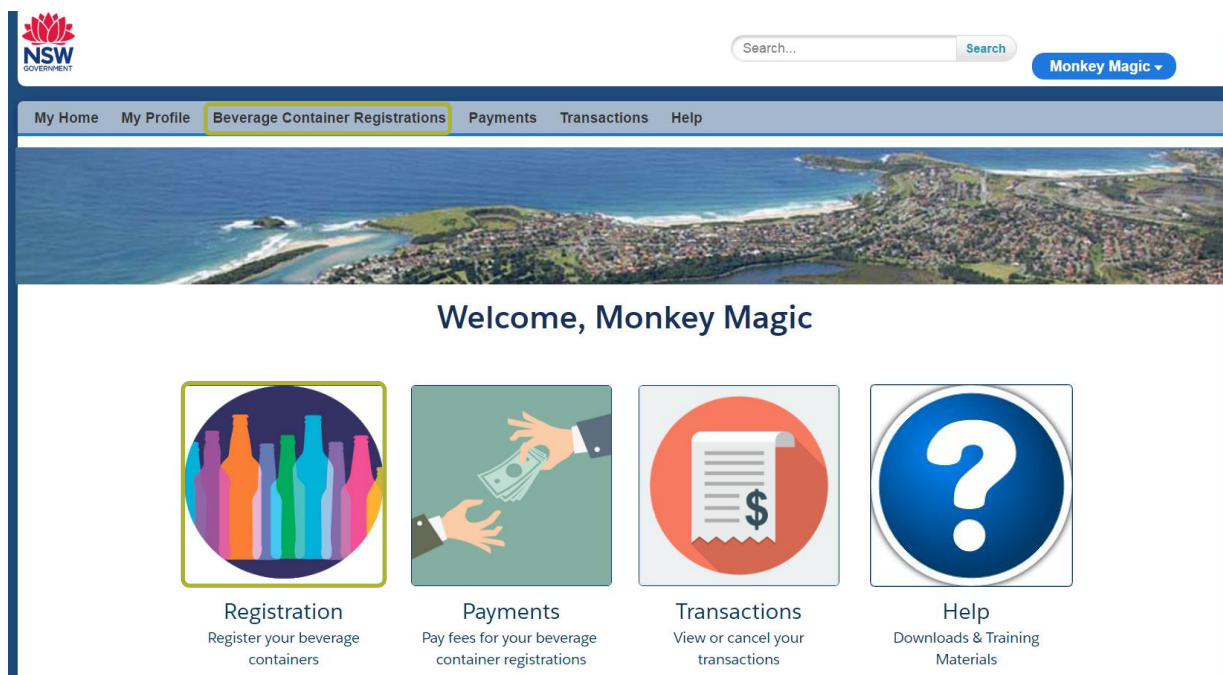 NSW
GOVERNMENT
Search...
Search
Monkey Magic
My Home My Profile Beverage Container Registrations Payments Transactions Help
Welcome, Monkey Magic
$
?
Registration
Register your beverage
containers
Payments
Pay fees for your beverage
container registrations
Transactions
View or cancel your
transactions
Help
Downloads & Training
Materials